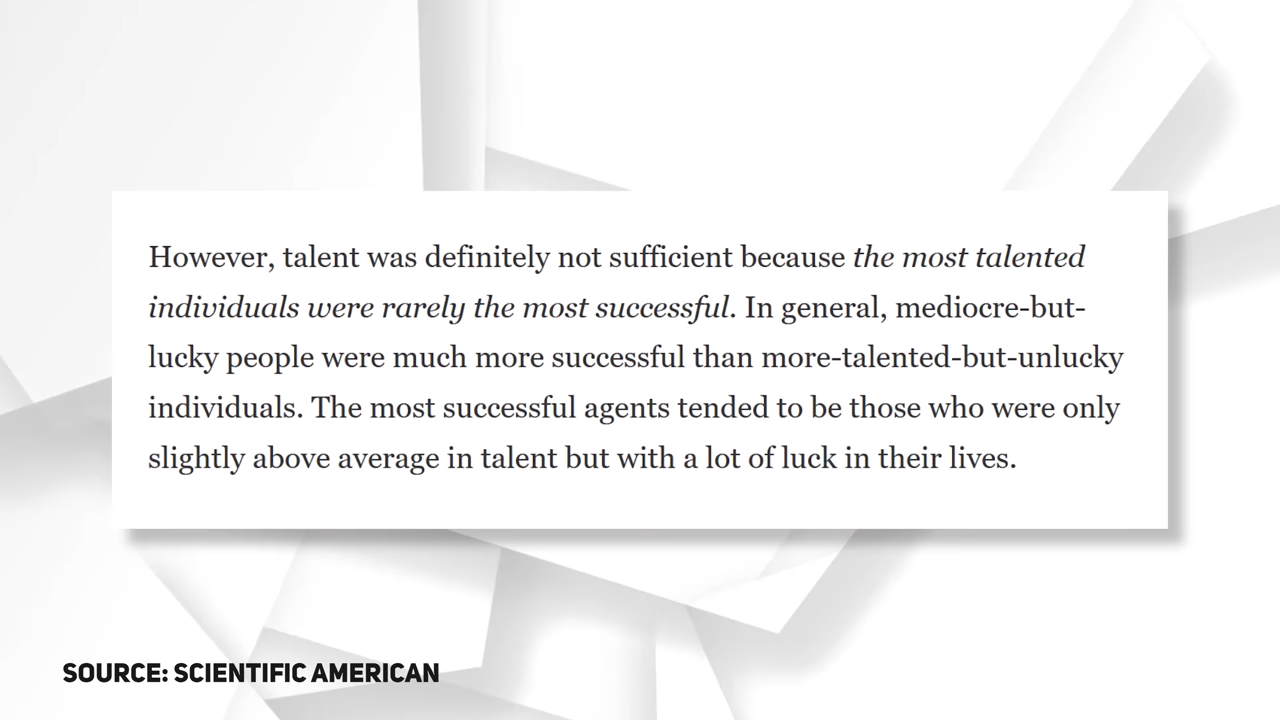 However, talent was definitely not sufficient because the most talented
individuals were rarely the most successful. In general, mediocre-but-
lucky people were much more successful than more-talented-but-unlucky
individuals. The most successful agents tended to be those who were only
slightly above average in talent but with a lot of luck in their lives.
SOURCE: SCIENTIFIC AMERICAN